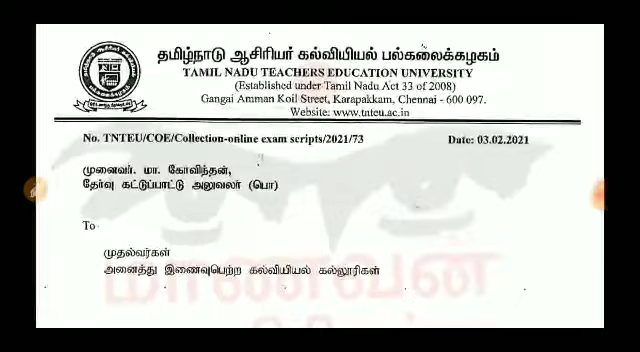 தமிழ்நாடு ஆசிரியர் கல்வியியல் பல்கலைக்கழகம்
TAMIL NADU TEACHERS EDUCATION UNIVERSITY
(Established under Tamil Nadu Act 33 of 2008)
Gangai Amman Koil Street, Karapakkam, Chennai - 600 097.
Website: www.tnteu.ac.in
No. TNTEU/COE/Collection-online exam scripts/2021/73 Date: 03.02.2021
முனைவர். மா. கோவிந்தன்,
தேர்வு கட்டுப்பாட்டு அலுவலர் (பொ)
To
முதல்வர்கள்
அனைத்து இணைவுபெற்ற கல்வியியல் கல்லூரிகள்
மாணவன்